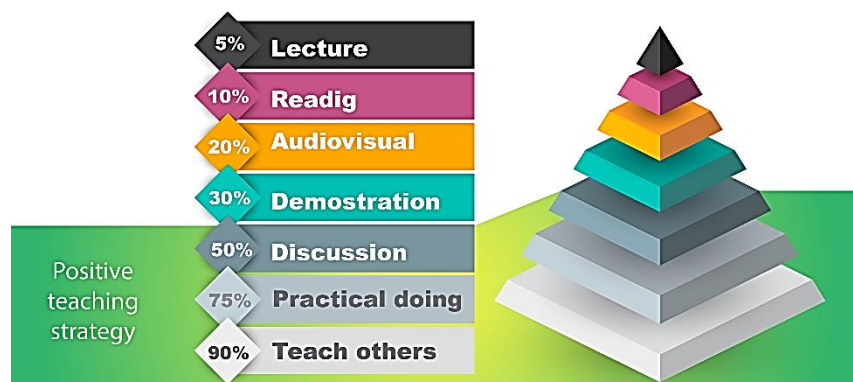 5% Lecture
10% Readig
20% Audiovisual
30% Demostration
50% Discussion
75% Practical doing
90% Teach others
Positive
teaching
strategy